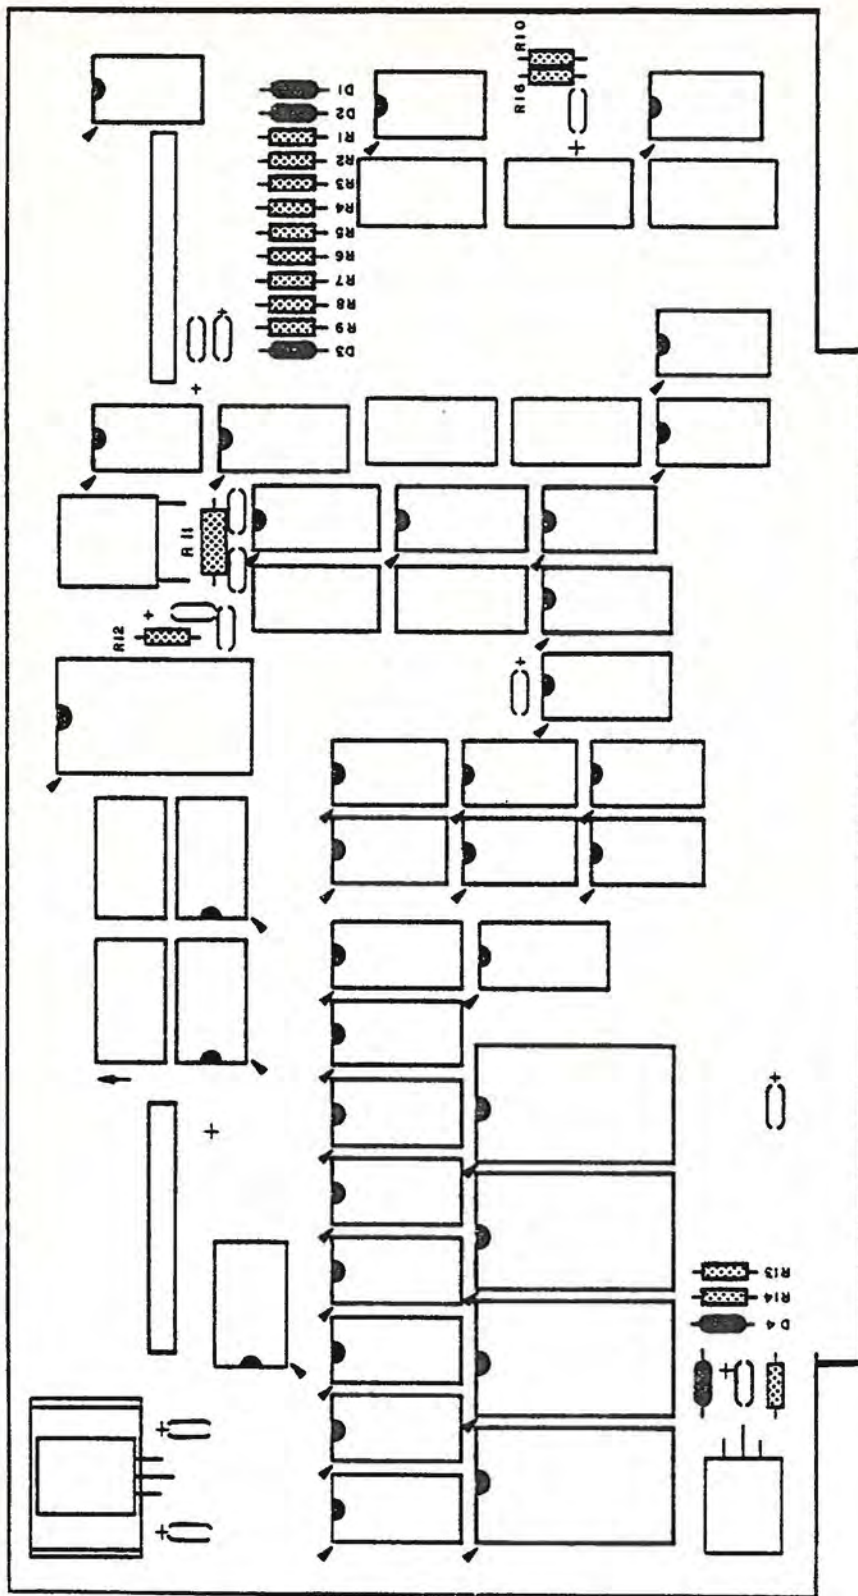 R10
R16
D1
D2
R1
R2
R3
R4
R5
R6
R7
R8
R9
D3
+
+
+
R11
+
R12
+
+
+
R13
R14
D4
+
+
+